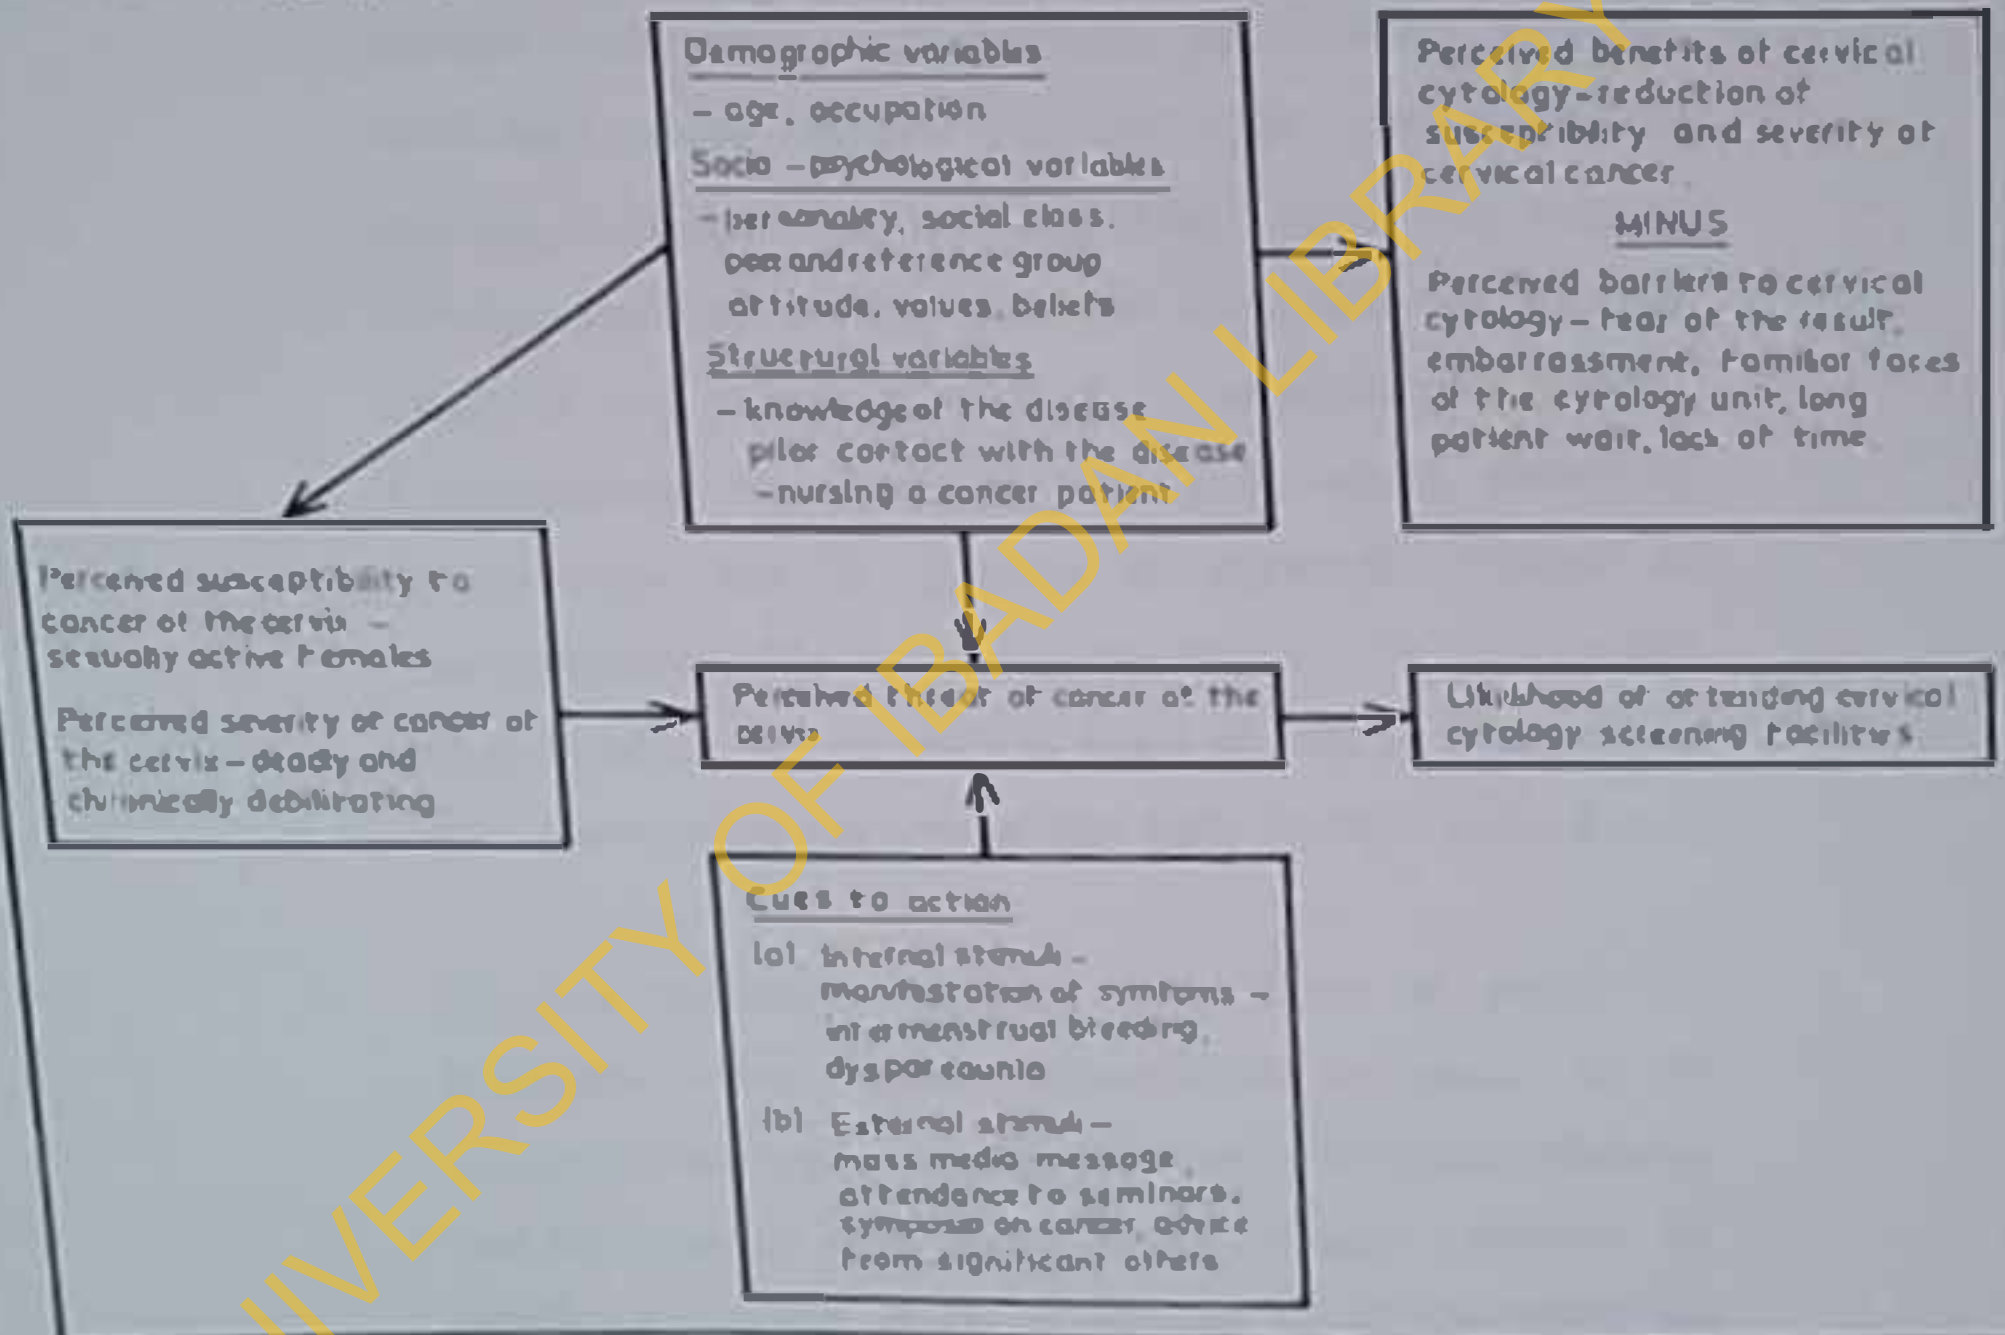 Demographic variables
- age, occupation
Socio - psychological variables
- personality, social class,
peer and reference group
attitude, values, beliefs
Structural variables
- knowledge of the disease
prior contact with the disease
- nursing a cancer patient
Perceived benefits of cervical
cytology - reduction of
susceptibility and severity of
cervical cancer.
MINUS
Perceived barriers to cervical
cytology - fear of the result,
embarrassment, familiar faces
at the cytology unit, long
patient wait, lack of time
Perceived susceptibility to
cancer of the cervix -
sexually active females
Perceived severity of cancer of
the cervix - deadly and
chronically debilitating
Perceived threat of cancer of the
cervix
Likelihood of attending cervical
cytology screening facilities
Cues to action
(a) Internal stimuli -
manifestation of symptoms -
intermenstrual bleeding,
dyspareunia
(b) External stimuli -
mass media message,
attendance to seminars,
symposia on cancer, advice
from significant others
IVERSITY OF IBADAN LIBRARY